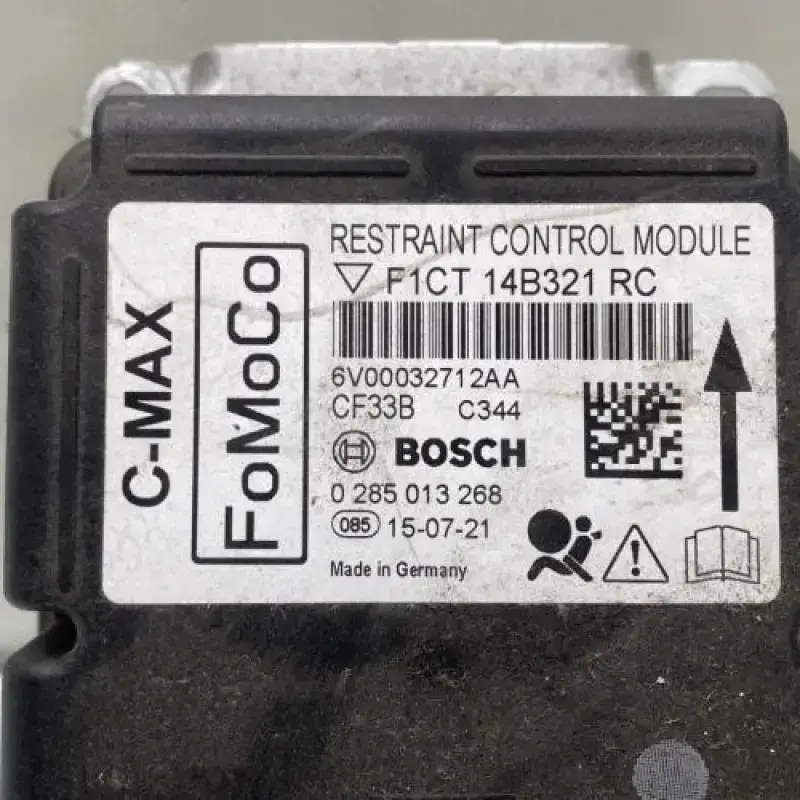 C-MAX
FoMoCo
RESTRAINT CONTROL MODULE
F1CT 14B321 RC
6V00032712AA
CF33B C344
BOSCH
0 285 013 268
085 15-07-21
Made in Germany